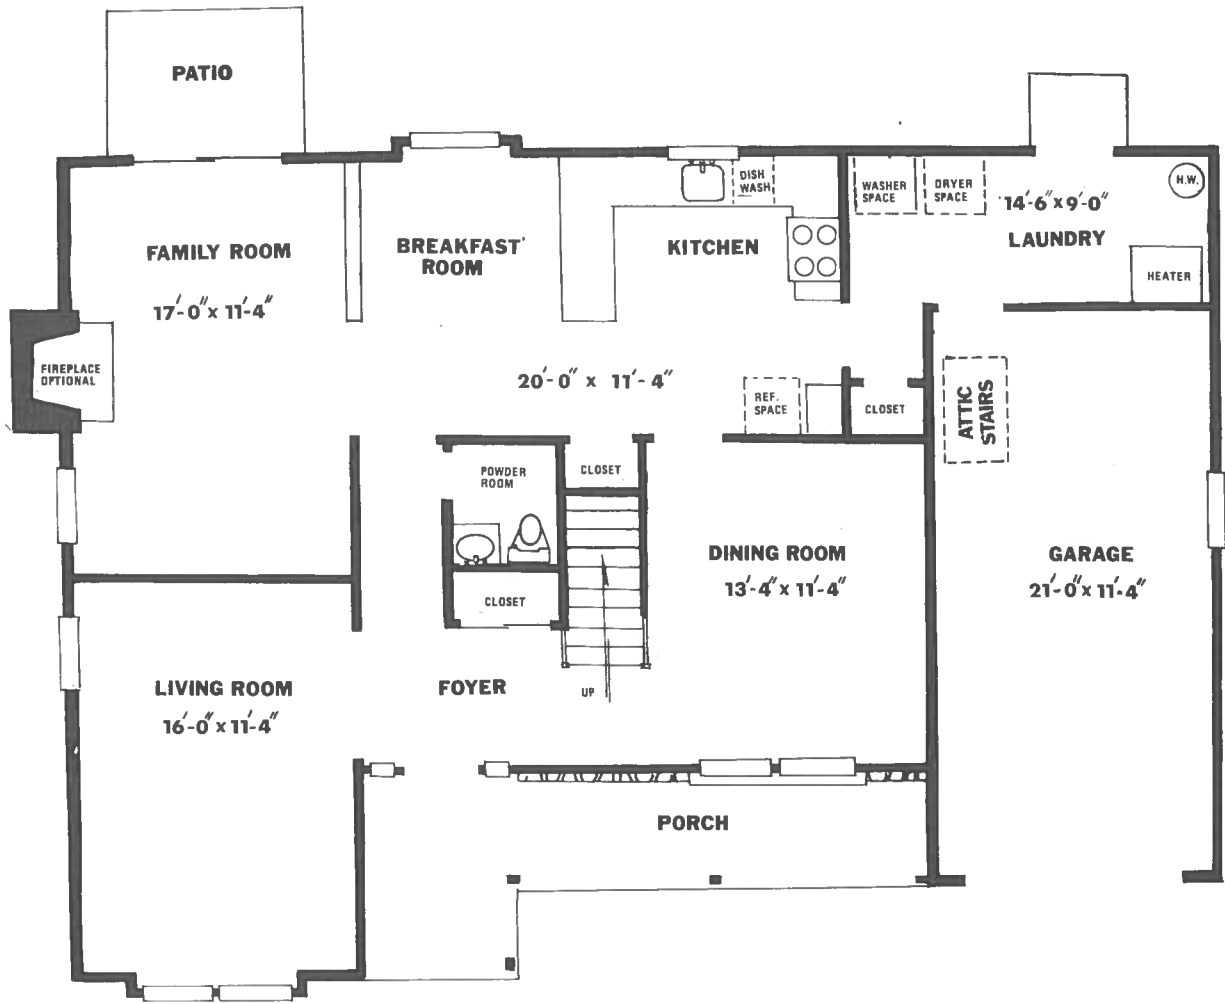 PATIO
DISH
WASH
WASHER
SPACE
DRYER
SPACE
H.W.
14'-6" x 9'-0"
LAUNDRY
HEATER
FAMILY ROOM
17'-0" x 11'-4"
BREAKFAST
ROOM
KITCHEN
FIREPLACE
OPTIONAL
20'-0" x 11'-4"
REF.
SPACE
CLOSET
ATTIC
STAIRS
POWDER
ROOM
CLOSET
DINING ROOM
13'-4" x 11'-4"
GARAGE
21'-0" x 11'-4"
CLOSET
LIVING ROOM
16'-0" x 11'-4"
FOYER
UP
PORCH